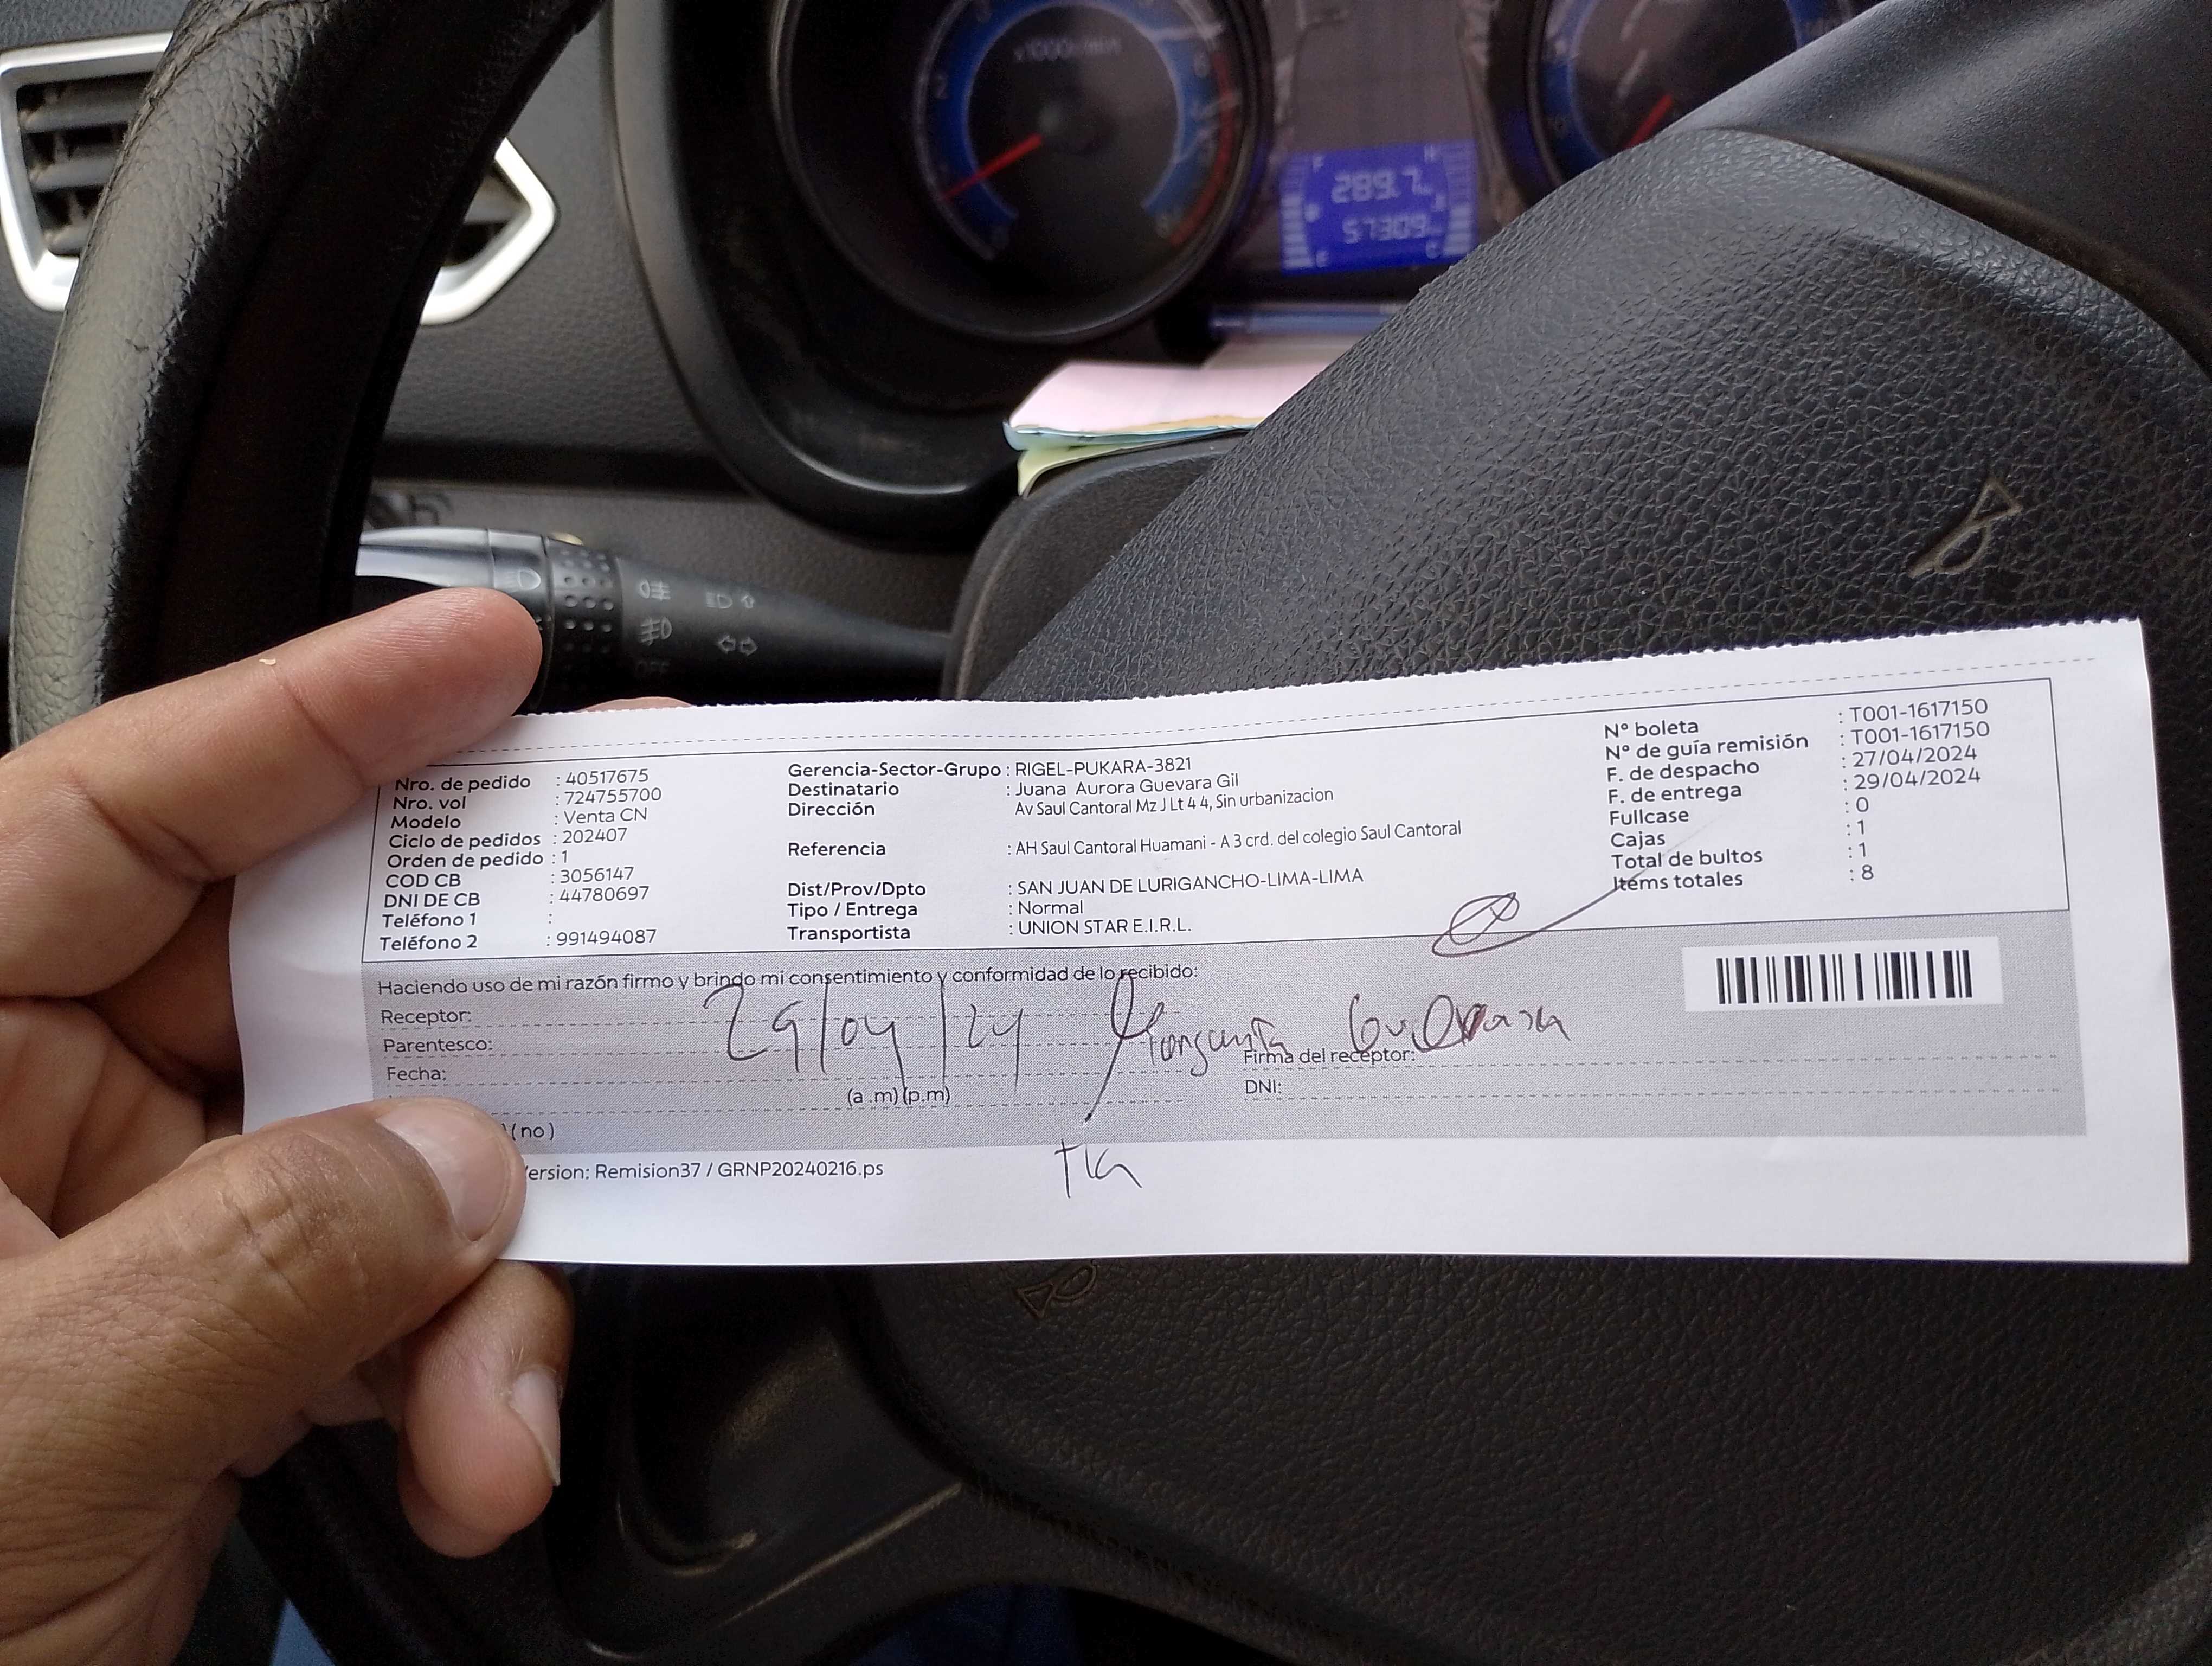 x1000r/min
289.7
57309
OFF
Nro. de pedido : 40517675
Nro. vol : 724755700
Modelo : Venta CN
Ciclo de pedidos : 202407
Orden de pedido : 1
COD CB : 3056147
DNI DE CB : 44780697
Teléfono 1 :
Teléfono 2 : 991494087
Gerencia-Sector-Grupo : RIGEL-PUKARA-3821
Destinatario : Juana Aurora Guevara Gil
Dirección Av Saul Cantoral Mz J Lt 4 4, Sin urbanizacion
Referencia : AH Saul Cantoral Huamani - A 3 crd. del colegio Saul Cantoral
Dist/Prov/Dpto : SAN JUAN DE LURIGANCHO-LIMA-LIMA
Tipo / Entrega : Normal
Transportista : UNION STAR E.I.R.L.
N° boleta : T001-1617150
N° de guía remisión : T001-1617150
F. de despacho : 27/04/2024
F. de entrega : 29/04/2024
Fullcase : 0
Cajas : 1
Total de bultos : 1
Items totales : 8
Haciendo uso de mi razón firmo y brindo mi consentimiento y conformidad de lo recibido:
Receptor:
Parentesco:
Fecha:
29/04/24
(a .m) (p.m)
Firma del receptor:
DNI:
(no)
ersion: Remision37 / GRNP20240216.ps